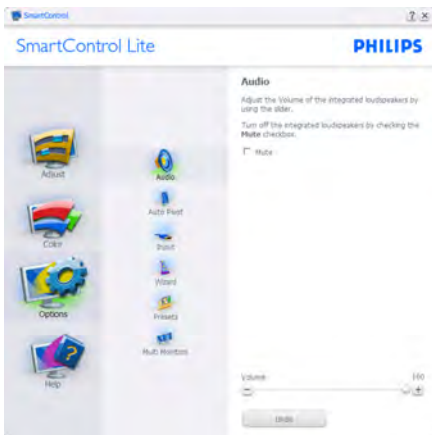 SmartControl
SmartControl Lite
PHILIPS
Adjust
Color
Options
Help
Audio
Auto Pivot
Input
Wizard
Presets
Multi Monitors
Audio
Adjust the Volume of the integrated loudspeakers by
using the slider.
Turn off the integrated loudspeakers by checking the
Mute checkbox.
Mute
Volume 100
Undo